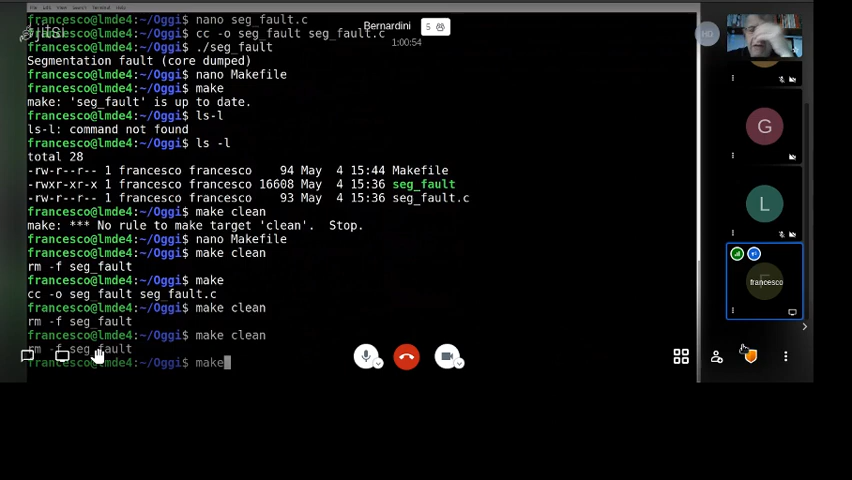 francesco@lmde4:~/Oggi$ nano seg_fault.c
jitsi
francesco@lmde4:~/Oggi$ cc -o seg_fault seg_fault.c
Bernardini
5
1:00:54
francesco@lmde4:~/Oggi$ ./seg_fault
Segmentation fault (core dumped)
francesco@lmde4:~/Oggi$ nano Makefile
francesco@lmde4:~/Oggi$ make
make: 'seg_fault' is up to date.
francesco@lmde4:~/Oggi$ ls-l
ls-l: command not found
francesco@lmde4:~/Oggi$ ls -l
total 28
-rw-r--r-- 1 francesco francesco    94 May  4 15:44 Makefile
-rwxr-xr-x 1 francesco francesco 16608 May  4 15:36 seg_fault
-rw-r--r-- 1 francesco francesco    93 May  4 15:36 seg_fault.c
francesco@lmde4:~/Oggi$ make clean
make: *** No rule to make target 'clean'.  Stop.
francesco@lmde4:~/Oggi$ nano Makefile
francesco@lmde4:~/Oggi$ make clean
rm -f seg_fault
francesco@lmde4:~/Oggi$ make
cc -o seg_fault seg_fault.c
francesco@lmde4:~/Oggi$ make clean
rm -f seg_fault
francesco@lmde4:~/Oggi$ make clean
rm -f seg_fault
francesco@lmde4:~/Oggi$ make
HG
G
L
francesco